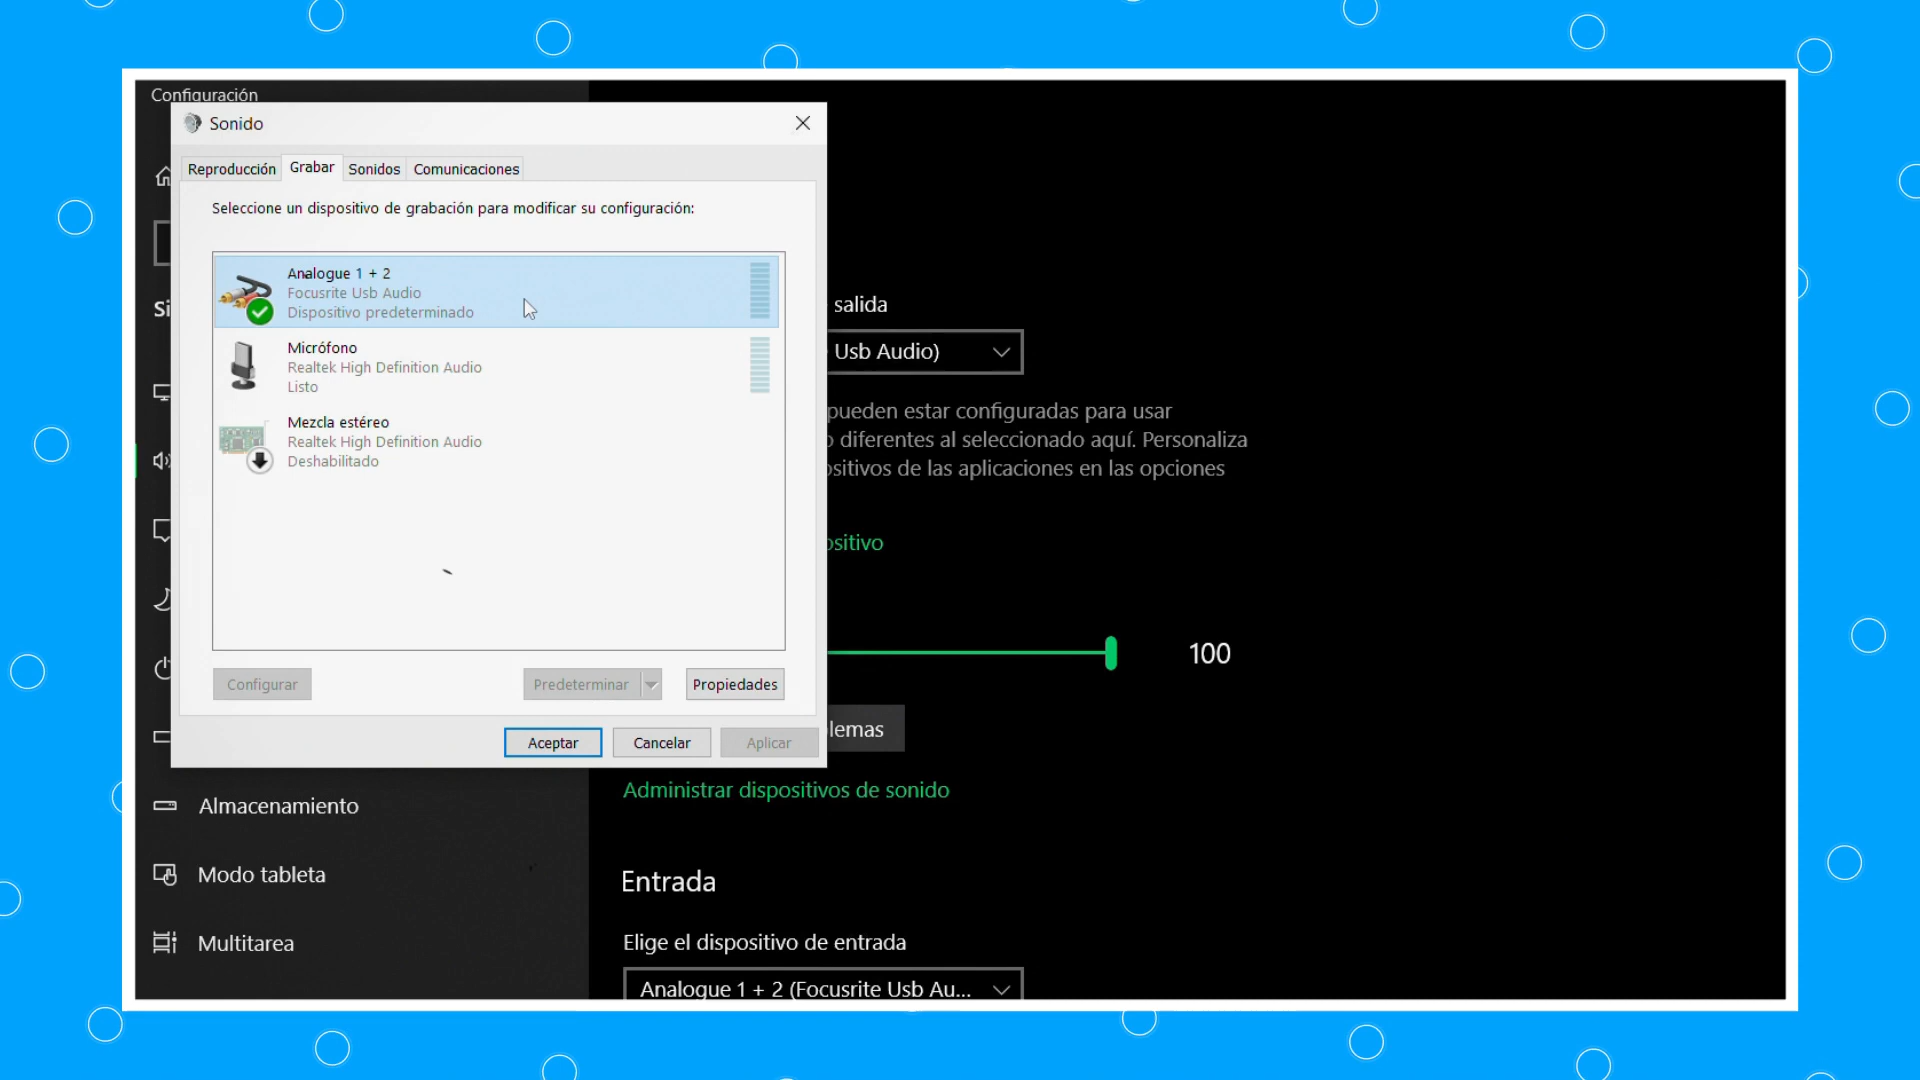 Configuración
Sonido
Reproducción
Grabar
Sonidos
Comunicaciones
Seleccione un dispositivo de grabación para modificar su configuración:
Analogue 1 + 2
Focusrite Usb Audio
Dispositivo predeterminado
Micrófono
Realtek High Definition Audio
Listo
Mezcla estéreo
Realtek High Definition Audio
Deshabilitado
Configurar
Predeterminar
Propiedades
Aceptar
Cancelar
Aplicar
Si
salida
Usb Audio)
pueden estar configuradas para usar
o diferentes al seleccionado aquí. Personaliza
ositivos de las aplicaciones en las opciones
ositivo
100
lemas
Administrar dispositivos de sonido
Almacenamiento
Modo tableta
Multitarea
Entrada
Elige el dispositivo de entrada
Analogue 1 + 2 (Focusrite Usb Au...